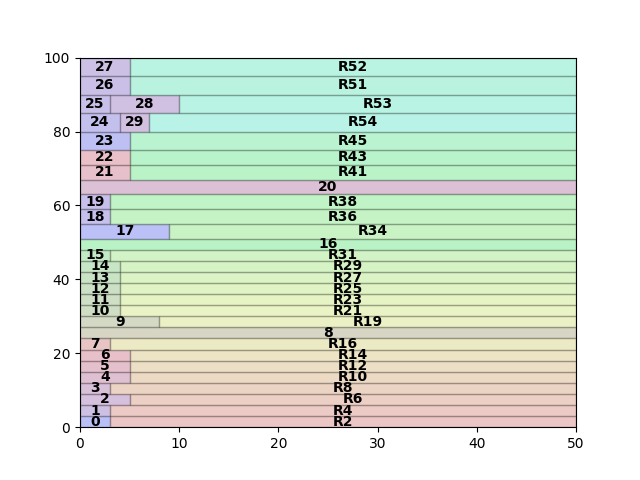 100
27 R52
26 R51
25 28 R53
24 29 R54
80
23 R45
22 R43
21 R41
20
60
19 R38
18 R36
17 R34
16
15 R31
14 R29
40
13 R27
12 R25
11 R23
10 R21
9 R19
8
7 R16
20
6 R14
5 R12
4 R10
3 R8
2 R6
1 R4
0 0 R2
0 10 20 30 40 50